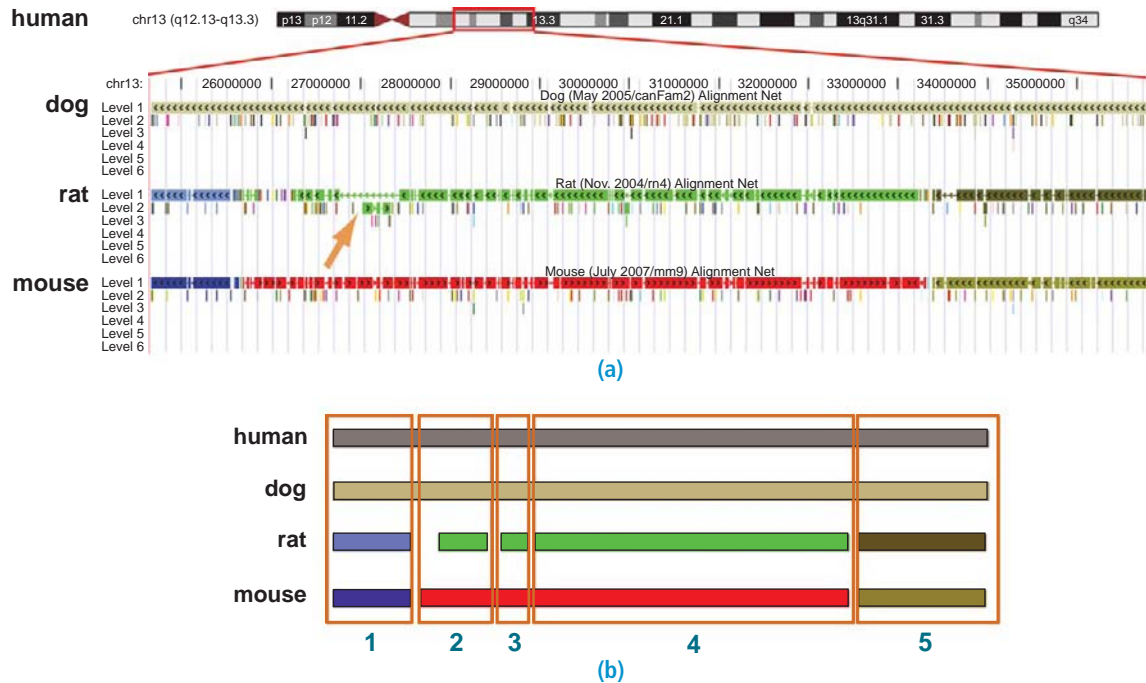 human chr13 (q12.13-q13.3) p13 p12 11.2 13.3 21.1 13q31.1 31.3 q34
chr13: 26000000 27000000 28000000 29000000 30000000 31000000 32000000 33000000 34000000 35000000
Dog (May 2005/canFam2) Alignment Net
dog
Level 1
Level 2
Level 3
Level 4
Level 5
Level 6
Rat (Nov. 2004/rn4) Alignment Net
rat
Level 1
Level 2
Level 3
Level 4
Level 5
Level 6
Mouse (July 2007/mm9) Alignment Net
mouse
Level 1
Level 2
Level 3
Level 4
Level 5
Level 6
(a)
human
dog
rat
mouse
1 2 3 4 5
(b)